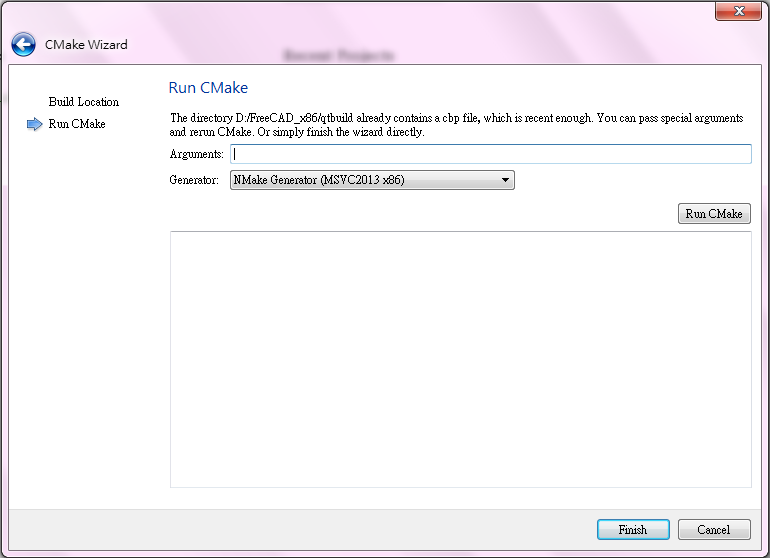 CMake Wizard
Recent Projects
Build Location
Run CMake
Run CMake
The directory D:/FreeCAD_x86/qtbuild already contains a cbp file, which is recent enough. You can pass special arguments
and rerun CMake. Or simply finish the wizard directly.
Arguments:
Generator: NMake Generator (MSVC2013 x86)
Run CMake
Finish Cancel